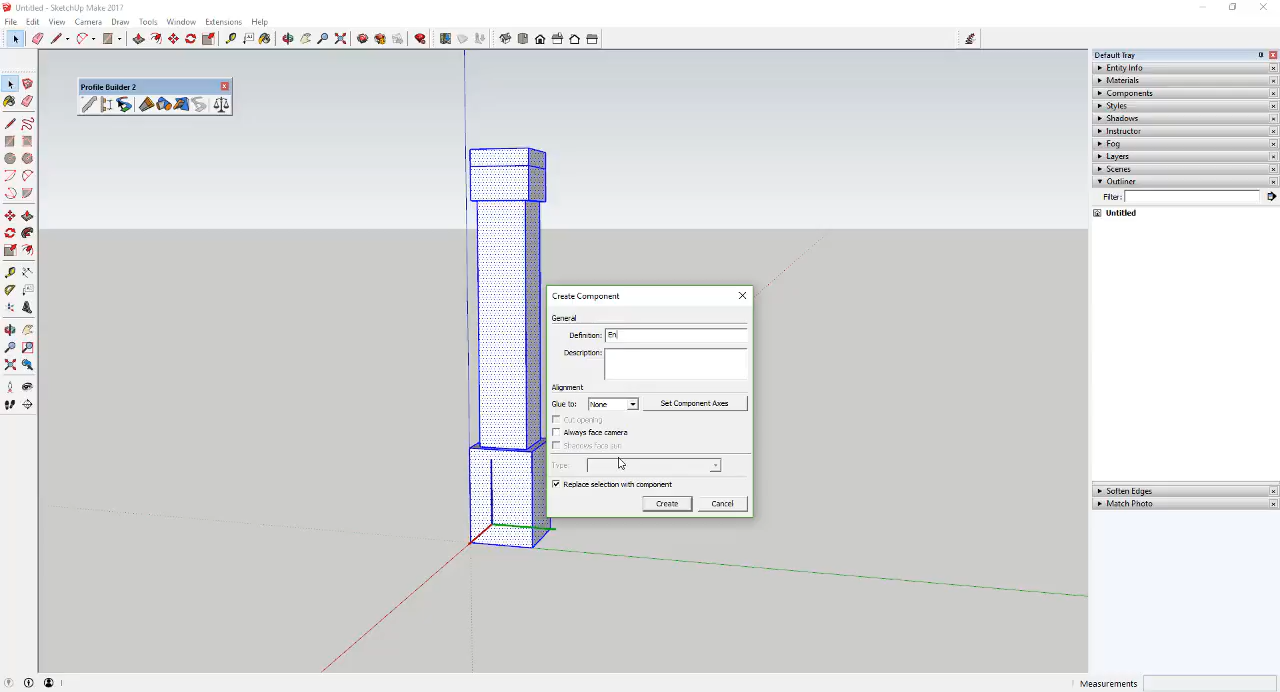 Untitled - SketchUp Make 2017
File Edit View Camera Draw Tools Window Extensions Help
Profile Builder 2
Default Tray
Entity Info
Materials
Components
Styles
Shadows
Instructor
Fog
Layers
Scenes
Outliner
Filter:
Untitled
Create Component
General
Definition: En
Description:
Alignment
Glue to: None Set Component Axes
Cut opening
Always face camera
Shadows face sun
Type:
Replace selection with component
Create Cancel
Soften Edges
Match Photo
Measurements